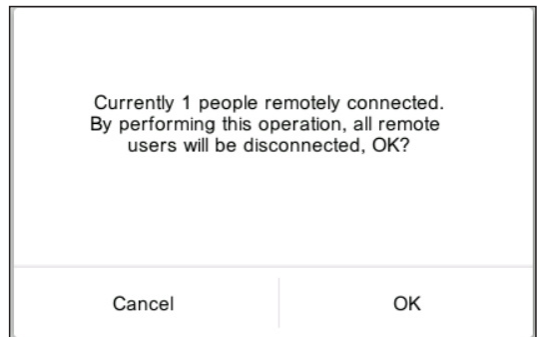 Currently 1 people remotely connected.
By performing this operation, all remote
users will be disconnected, OK?
Cancel
OK